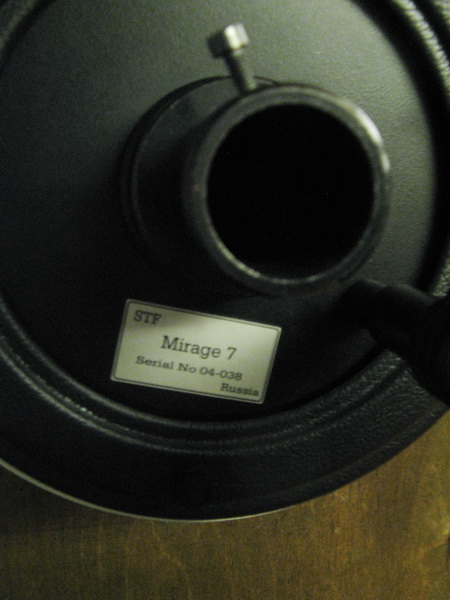 STF
Mirage 7
Serial No 04-038
Russia